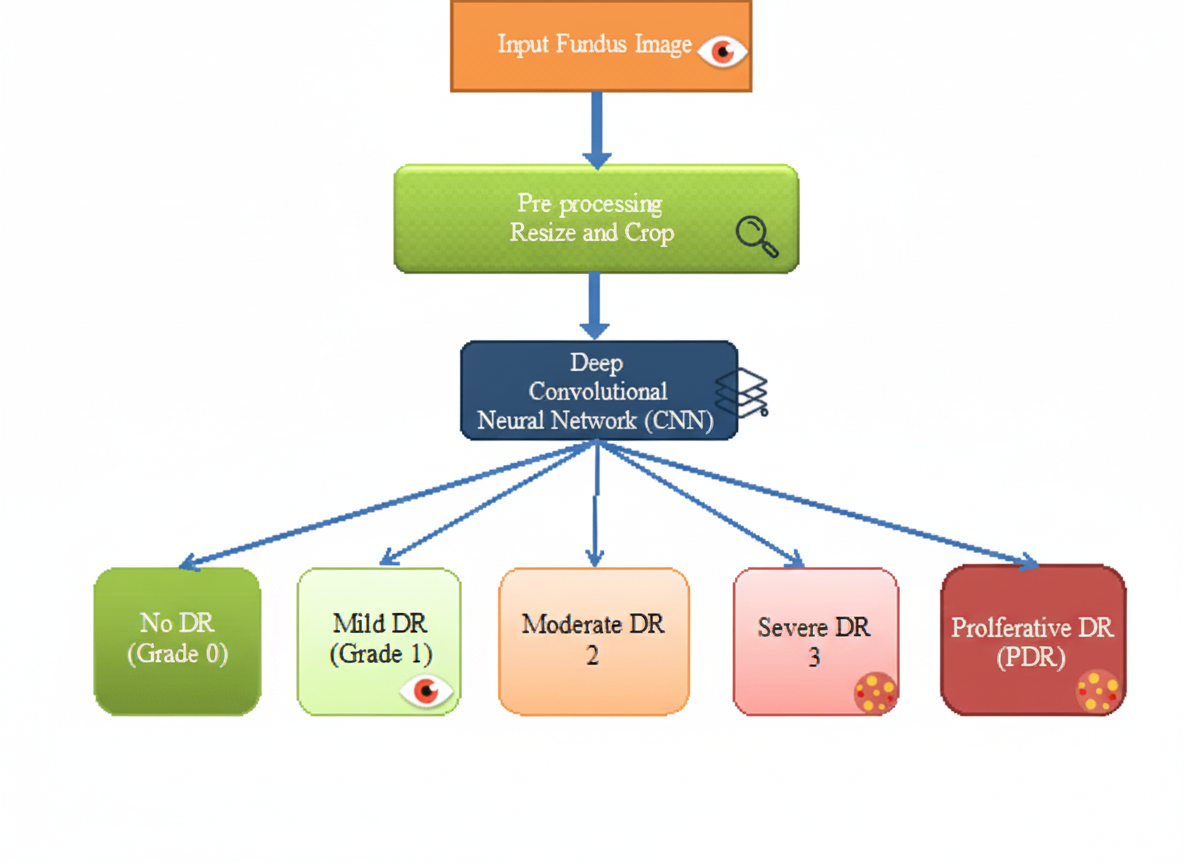 Input Fundus Image
Pre processing
Resize and Crop
Deep
Convolutional
Neural Network (CNN)
No DR
(Grade 0)
Mild DR
(Grade 1)
Moderate DR
2
Severe DR
3
Prolferative DR
(PDR)